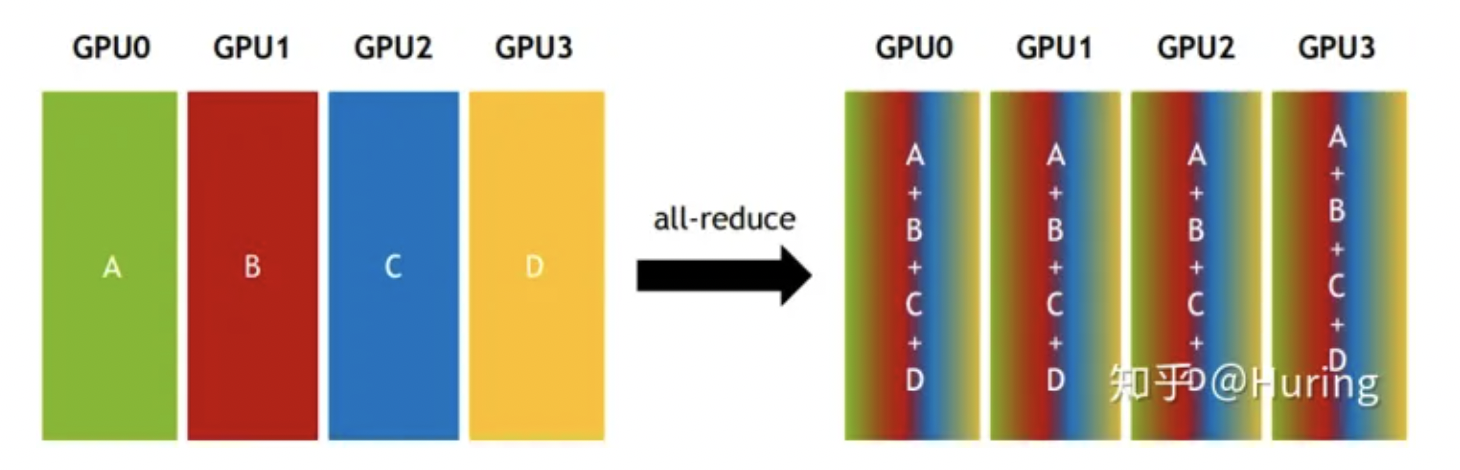 GPU0 GPU1 GPU2 GPU3
A B C D
all-reduce
GPU0 GPU1 GPU2 GPU3
A A A A
+ + + +
B B B B
+ + + +
C C C C
+ + + +
D D D D
知乎 @Huring